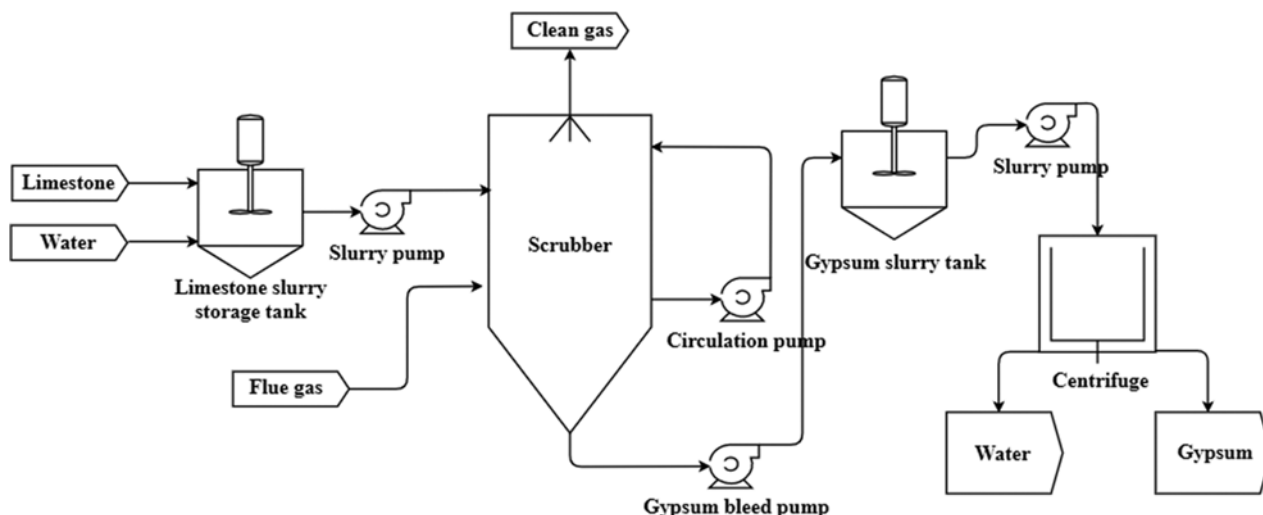 Clean gas
Limestone
Water
Limestone slurry
storage tank
Slurry pump
Flue gas
Scrubber
Circulation pump
Gypsum bleed pump
Gypsum slurry tank
Slurry pump
Centrifuge
Water
Gypsum